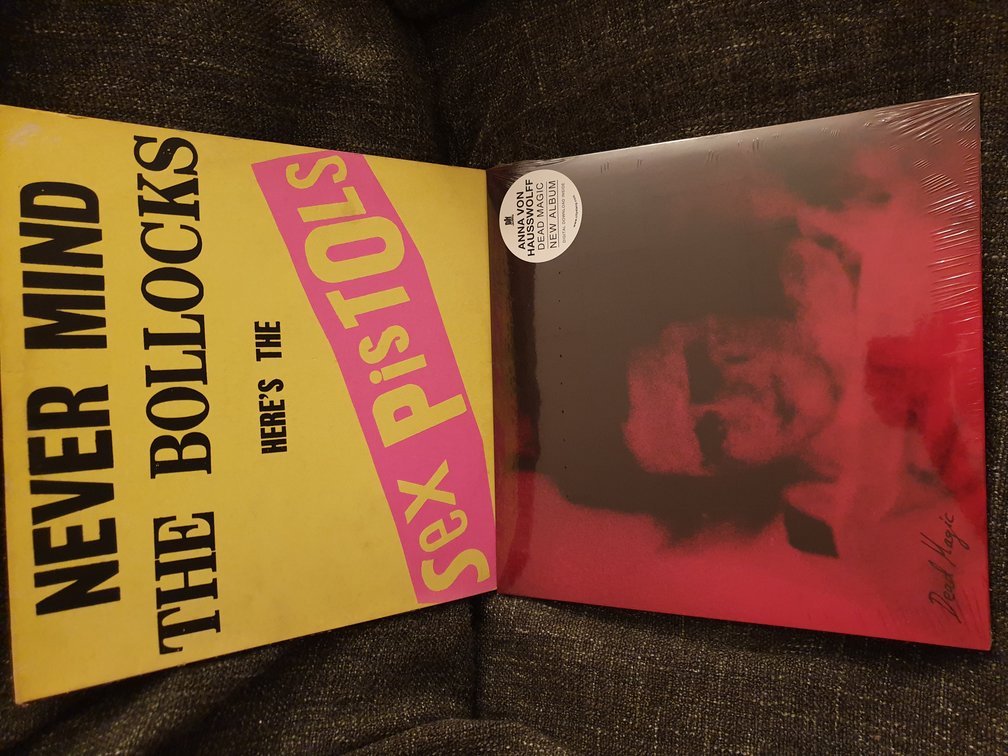 NEVER MIND
THE BOLLOCKS
HERE'S THE
Sex PisTOLs
ANNA VON
HAUSSWOLFF
DEAD MAGIC
NEW ALBUM
DIGITAL DOWNLOAD INSIDE
Dead Magic